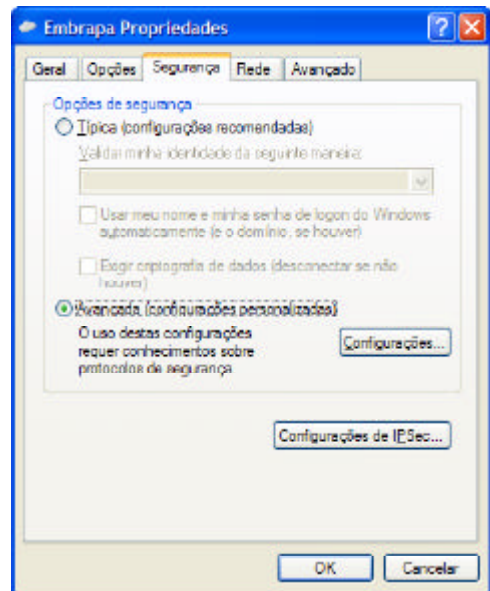 Embrapa Propriedades
Geral Opções Segurança Rede Avançado
Opções de segurança
Típica (configurações recomendadas)
Validar minha identidade da seguinte maneira:
Usar meu nome e minha senha de logon do Windows
automaticamente (e o domínio, se houver)
Exigir criptografia de dados (desconectar se não
houver)
Avançada (configurações personalizadas)
O uso destas configurações
requer conhecimentos sobre
protocolos de segurança
Configurações...
Configurações de IPSec...
OK Cancelar